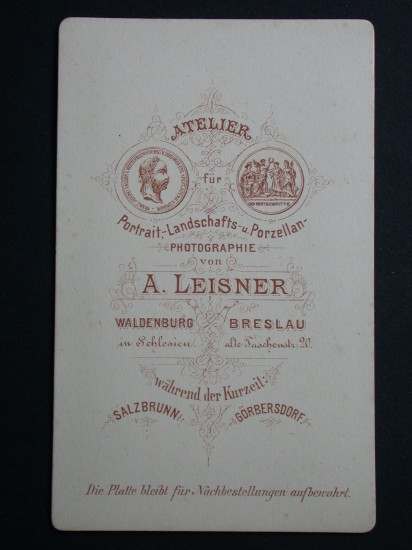 ATELIER
für
Portrait,-Landschafts-u.Porzellan-
PHOTOGRAPHIE
von
A. LEISNER
WALDENBURG BRESLAU
in Schlesien. alte Taschenstr: 20.
während der Kurzeit:
SALZBRUNN. GÖRBERSDORF.
Die Platte bleibt für Nachbestellungen aufbewahrt.